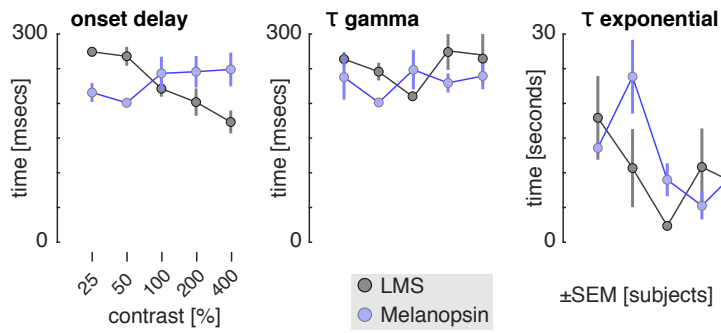 onset delay
300
time [msecs]
0
25
50
100
200
400
contrast [%]
τ gamma
300
time [msecs]
0
LMS
Melanopsin
τ exponential
30
time [seconds]
0
±SEM [subjects]